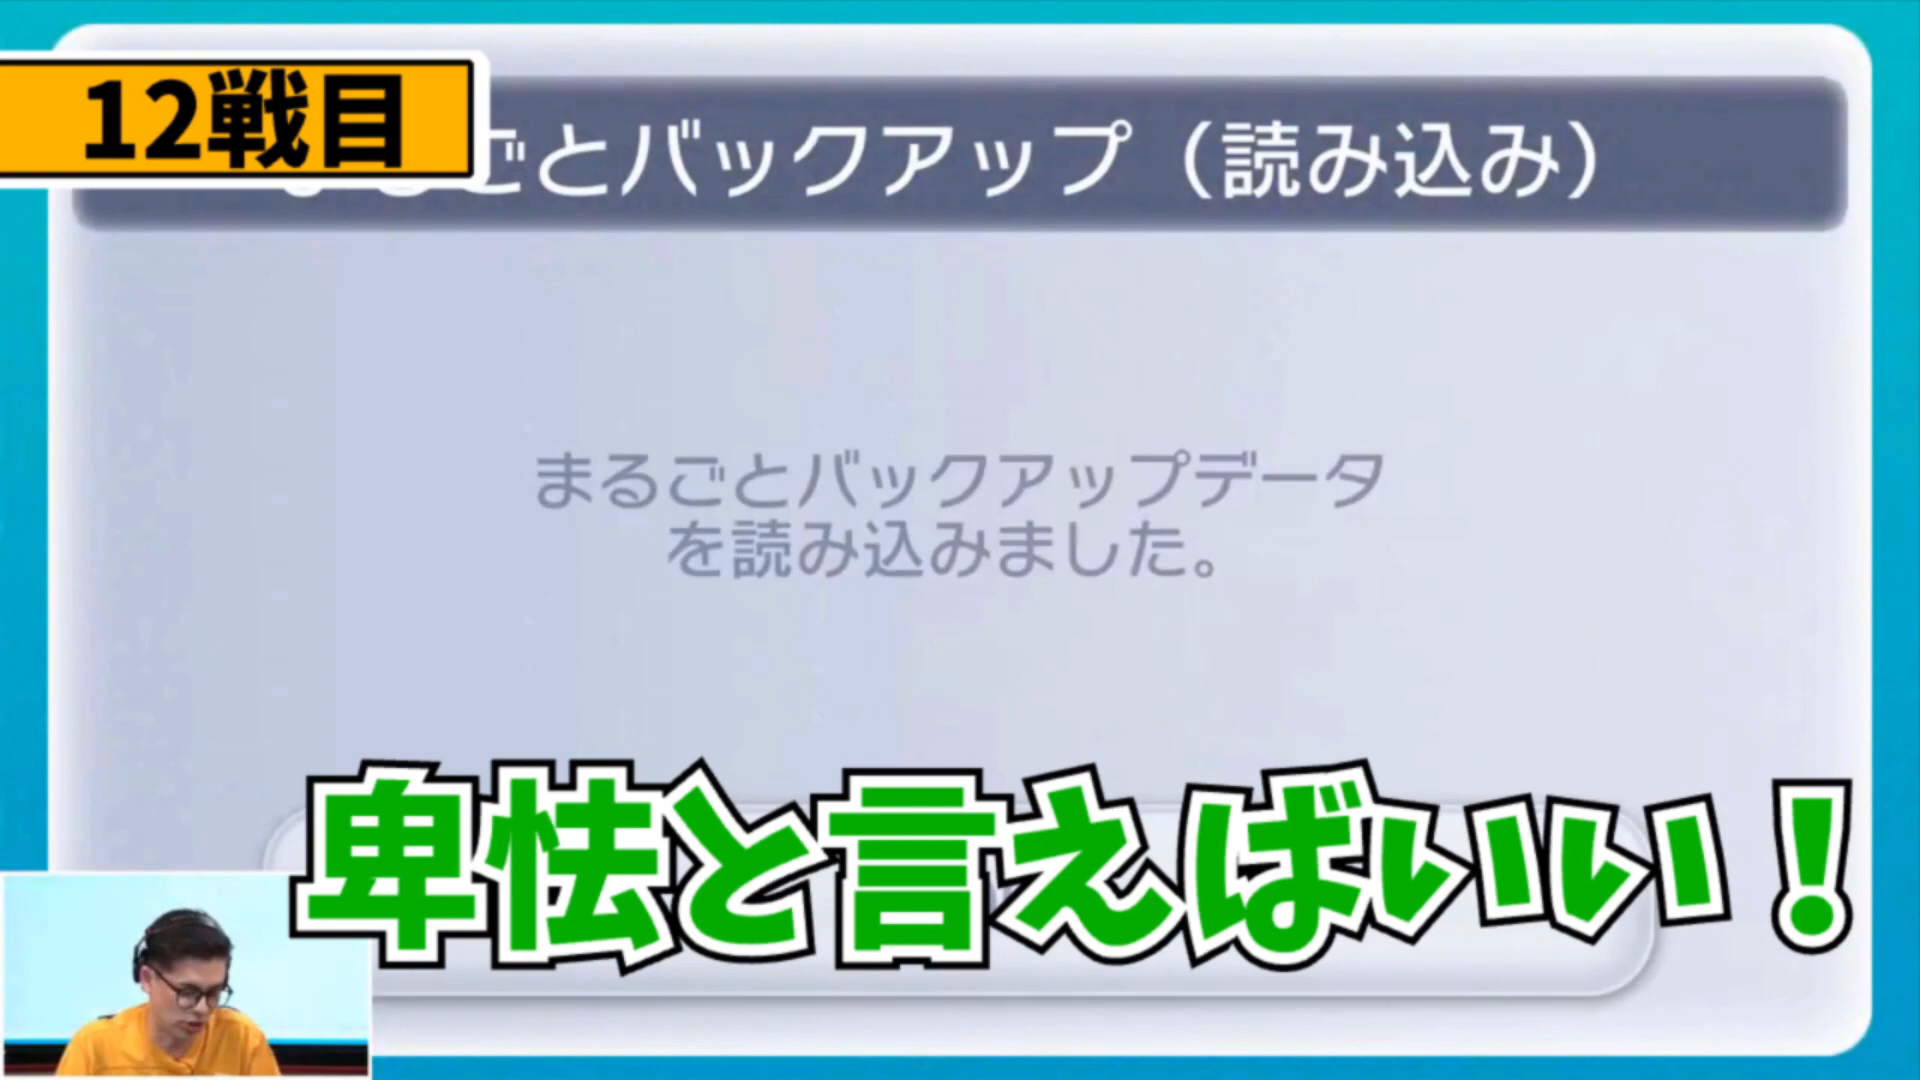 12戦目
ごとバックアップ（読み込み）
まるごとバックアップデータ
を読み込みました。
卑怯と言えばいい！